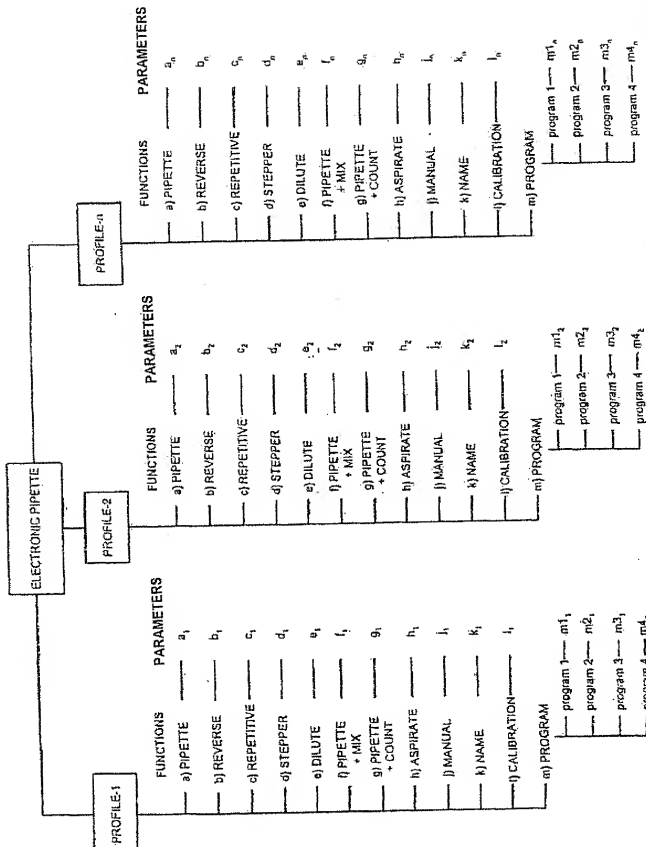 ELECTRONIC PIPETTE
PROFILE-1
FUNCTIONS PARAMETERS
a) PIPETTE a₁
b) REVERSE b₁
c) REPETITIVE c₁
d) STEPPER d₁
e) DILUTE e₁
f) PIPETTE f₁
+ MIX
g) PIPETTE g₁
+ COUNT
h) ASPIRATE h₁
j) MANUAL j₁
k) NAME k₁
l) CALIBRATION l₁
m) PROGRAM
program 1 m1₁
program 2 m2₁
program 3 m3₁
program 4 m4₁
PROFILE-2
FUNCTIONS PARAMETERS
a) PIPETTE a₂
b) REVERSE b₂
c) REPETITIVE c₂
d) STEPPER d₂
e) DILUTE e₂
f) PIPETTE f₂
+ MIX
g) PIPETTE g₂
+ COUNT
h) ASPIRATE h₂
j) MANUAL j₂
k) NAME k₂
l) CALIBRATION l₂
m) PROGRAM
program 1 m1₂
program 2 m2₂
program 3 m3₂
program 4 m4₂
PROFILE-n
FUNCTIONS PARAMETERS
a) PIPETTE aₙ
b) REVERSE bₙ
c) REPETITIVE cₙ
d) STEPPER dₙ
e) DILUTE eₙ
f) PIPETTE fₙ
+ MIX
g) PIPETTE gₙ
+ COUNT
h) ASPIRATE hₙ
j) MANUAL jₙ
k) NAME kₙ
l) CALIBRATION lₙ
m) PROGRAM
program 1 m1ₙ
program 2 m2ₙ
program 3 m3ₙ
program 4 m4ₙ